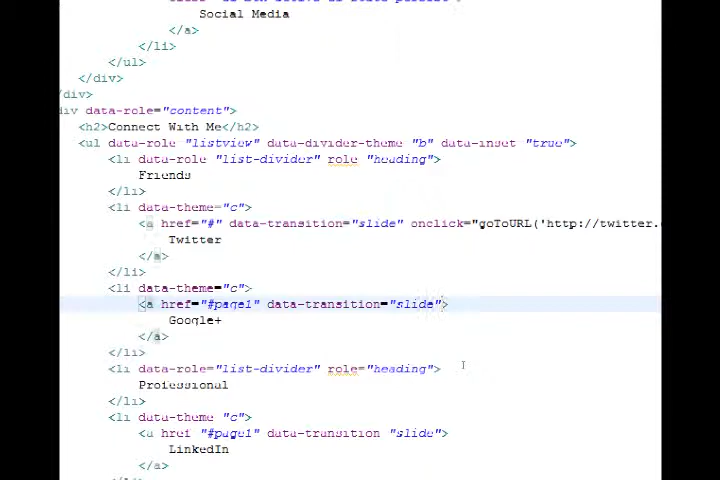 Social Media
</a>
</li>
</ul>
</div>
/div>
div data-role="content">
<h2>Connect With Me</h2>
<ul data-role "listview" data-divider-theme "b" data-inset "true">
<li data-role "list-divider" role "heading">
Friends
</li>
<li data-theme="c">
<a href="#" data-transition="slide" onclick="goToURL('http://twitter.
Twitter
</a>
</li>
<li data-theme="c">
<a href="#page1" data-transition="slide">
Google+
</a>
</li>
<li data-role="list-divider" role="heading">
Professional
</li>
<li data-theme "c">
<a href "#page1" data-transition "slide">
LinkedIn
</a>